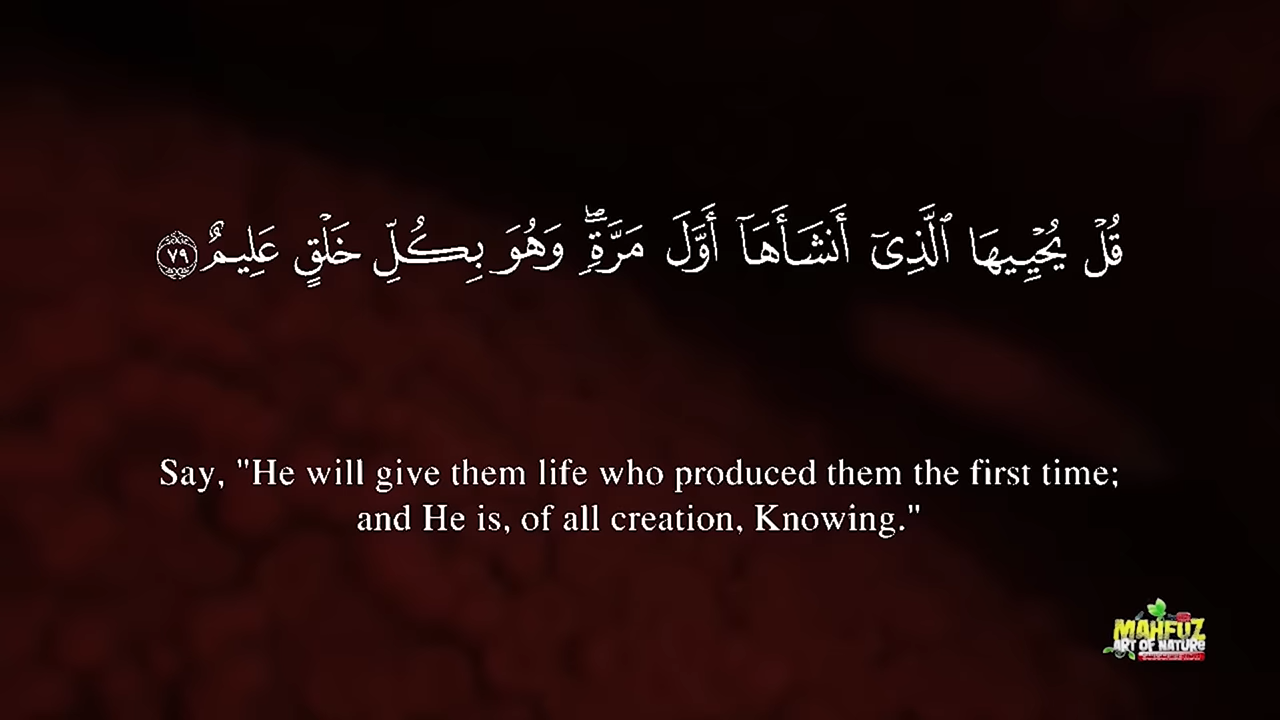 قُلْ يُحْيِيهَا ٱلَّذِىٓ أَنشَأَهَآ أَوَّلَ مَرَّةٍۢ ۖ وَهُوَ بِكُلِّ خَلْقٍ عَلِيمٌ ٧٩
Say, "He will give them life who produced them the first time;
and He is, of all creation, Knowing."
MAHFUZ
ART OF NATURE